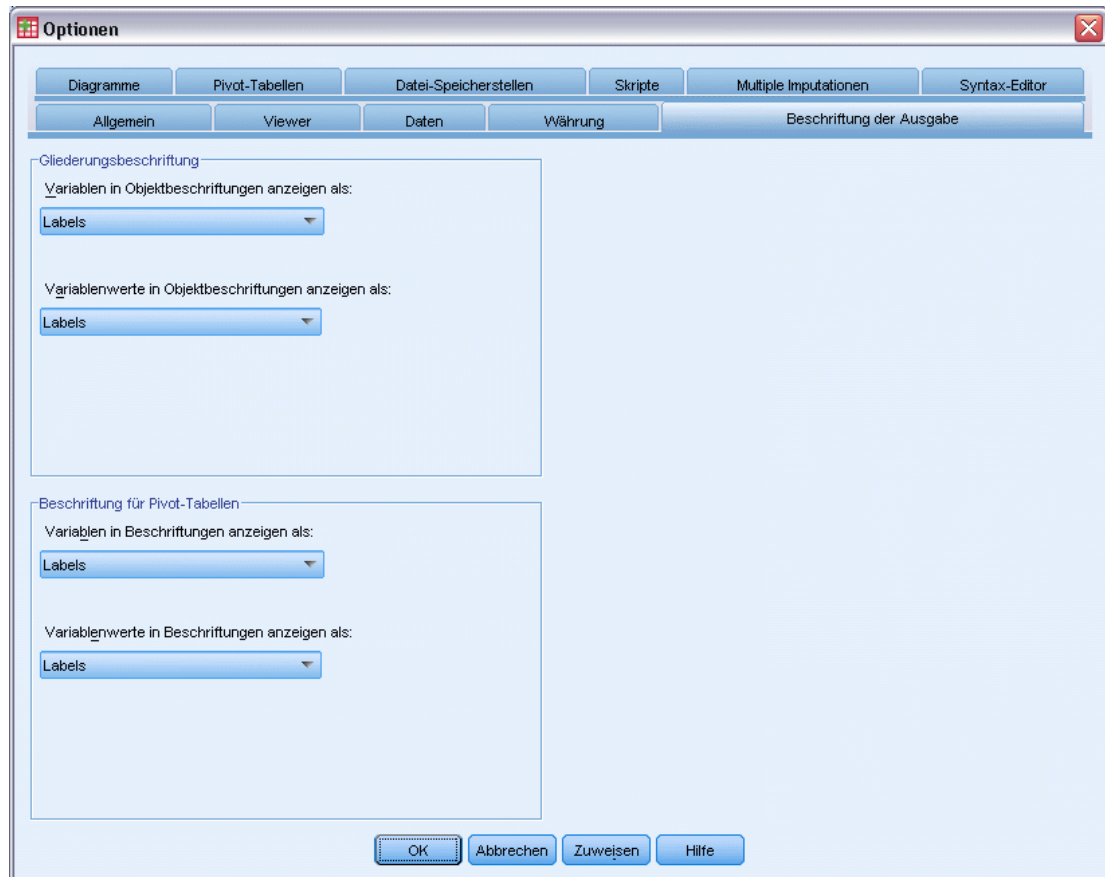 Optionen
Diagramme Pivot-Tabellen Datei-Speicherstellen Skripte Multiple Imputationen Syntax-Editor
Allgemein Viewer Daten Währung Beschriftung der Ausgabe
Gliederungsbeschriftung
Variablen in Objektbeschriftungen anzeigen als:
Labels
Variablenwerte in Objektbeschriftungen anzeigen als:
Labels
Beschriftung für Pivot-Tabellen
Variablen in Beschriftungen anzeigen als:
Labels
Variablenwerte in Beschriftungen anzeigen als:
Labels
OK Abbrechen Zuweisen Hilfe